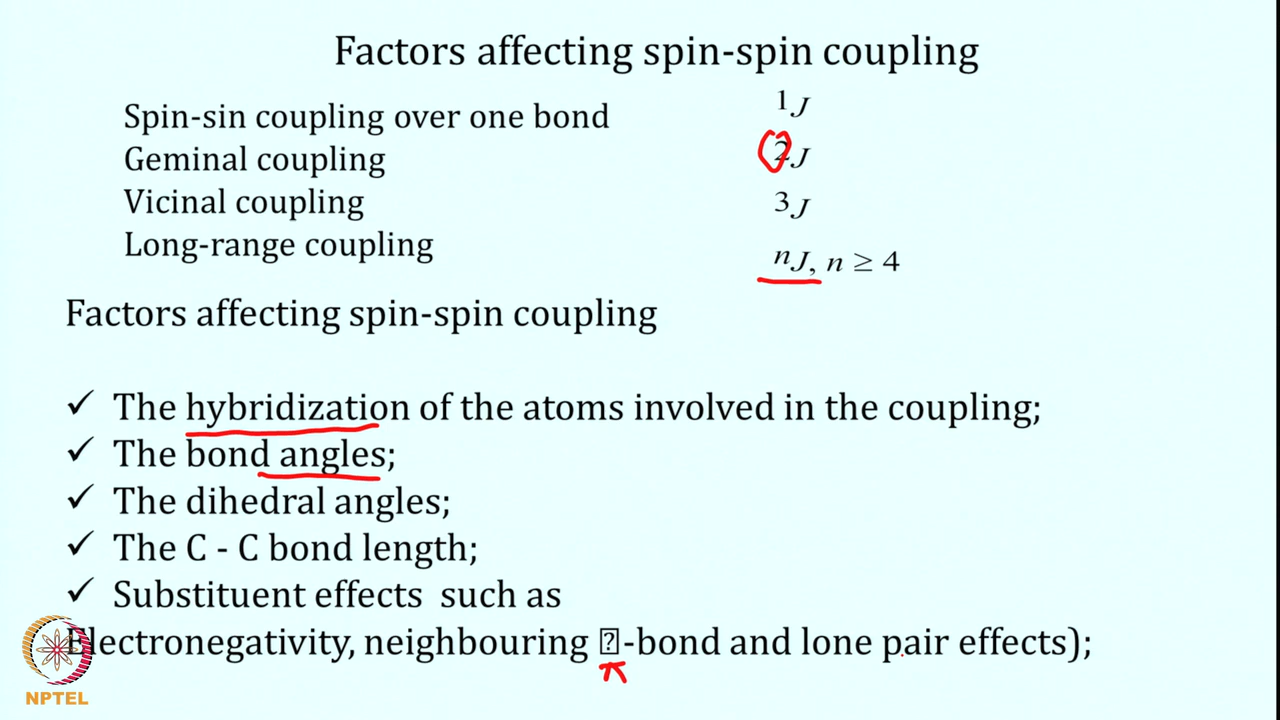 Factors affecting spin-spin coupling
Spin-sin coupling over one bond 1J
Geminal coupling 2J
Vicinal coupling 3J
Long-range coupling nJ, n ≥ 4
Factors affecting spin-spin coupling
✓ The hybridization of the atoms involved in the coupling;
✓ The bond angles;
✓ The dihedral angles;
✓ The C - C bond length;
✓ Substituent effects such as
Electronegativity, neighbouring ⍰-bond and lone pair effects);
NPTEL